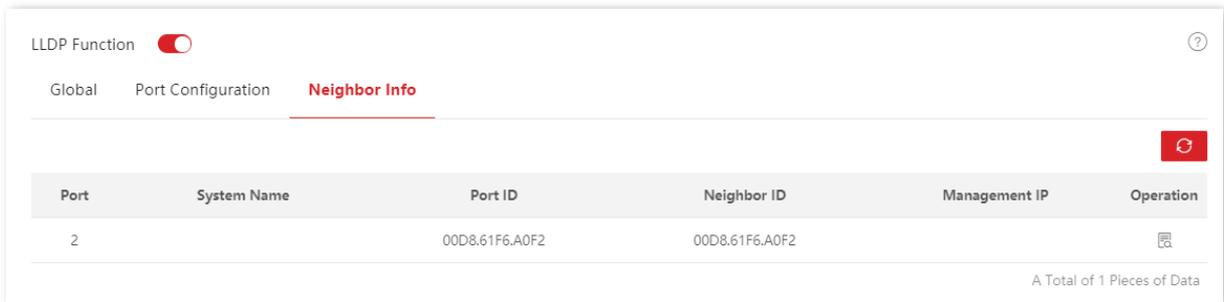 LLDP Function
Global Port Configuration Neighbor Info
Port System Name Port ID Neighbor ID Management IP Operation
2 00D8.61F6.A0F2 00D8.61F6.A0F2
A Total of 1 Pieces of Data